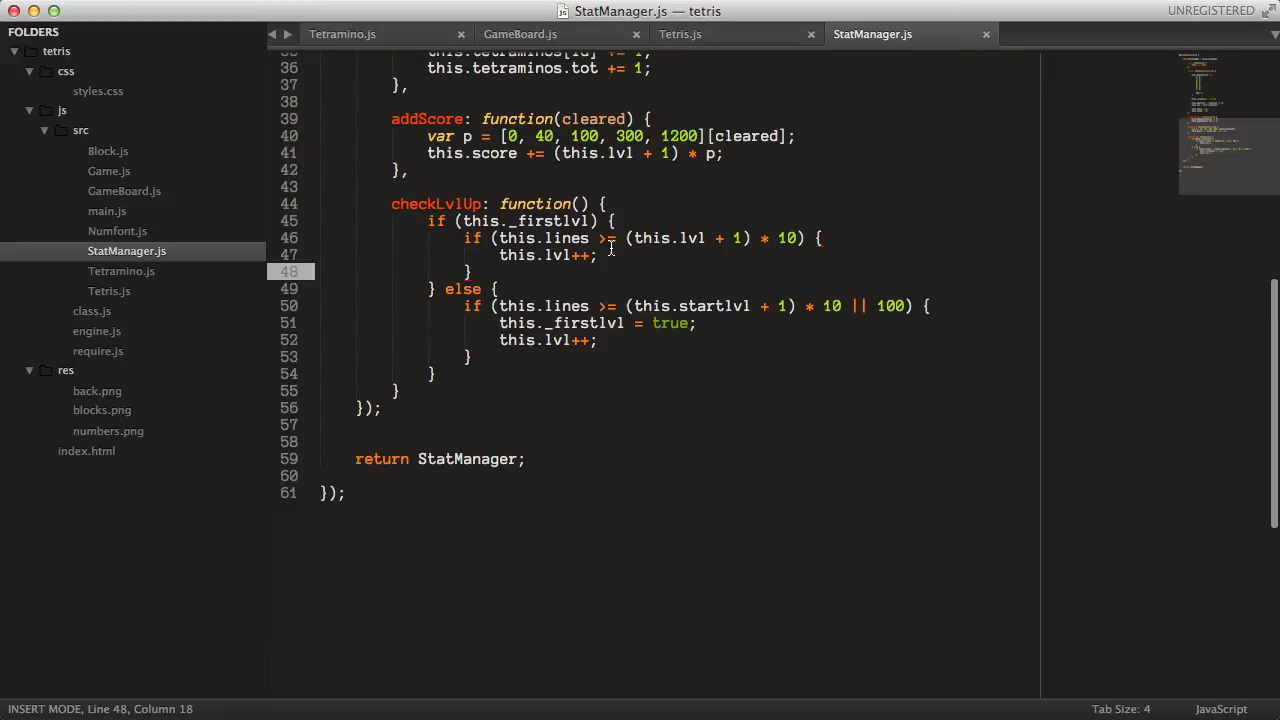 StatManager.js — tetris
UNREGISTERED
FOLDERS
tetris
css
styles.css
js
src
Block.js
Game.js
GameBoard.js
main.js
Numfont.js
StatManager.js
Tetramino.js
Tetris.js
class.js
engine.js
require.js
res
back.png
blocks.png
numbers.png
index.html
Tetramino.js × GameBoard.js × Tetris.js × StatManager.js ×
35 this.tetraminos[id] += 1;
36 this.tetraminos.tot += 1;
37 },
38
39 addScore: function(cleared) {
40 var p = [0, 40, 100, 300, 1200][cleared];
41 this.score += (this.lvl + 1) * p;
42 },
43
44 checkLvlUp: function() {
45 if (this._firstlvl) {
46 if (this.lines >= (this.lvl + 1) * 10) {
47 this.lvl++;
48 }
49 } else {
50 if (this.lines >= (this.startlvl + 1) * 10 || 100) {
51 this._firstlvl = true;
52 this.lvl++;
53 }
54 }
55 }
56 });
57
58
59 return StatManager;
60
61 });
INSERT MODE, Line 48, Column 18
Tab Size: 4
JavaScript